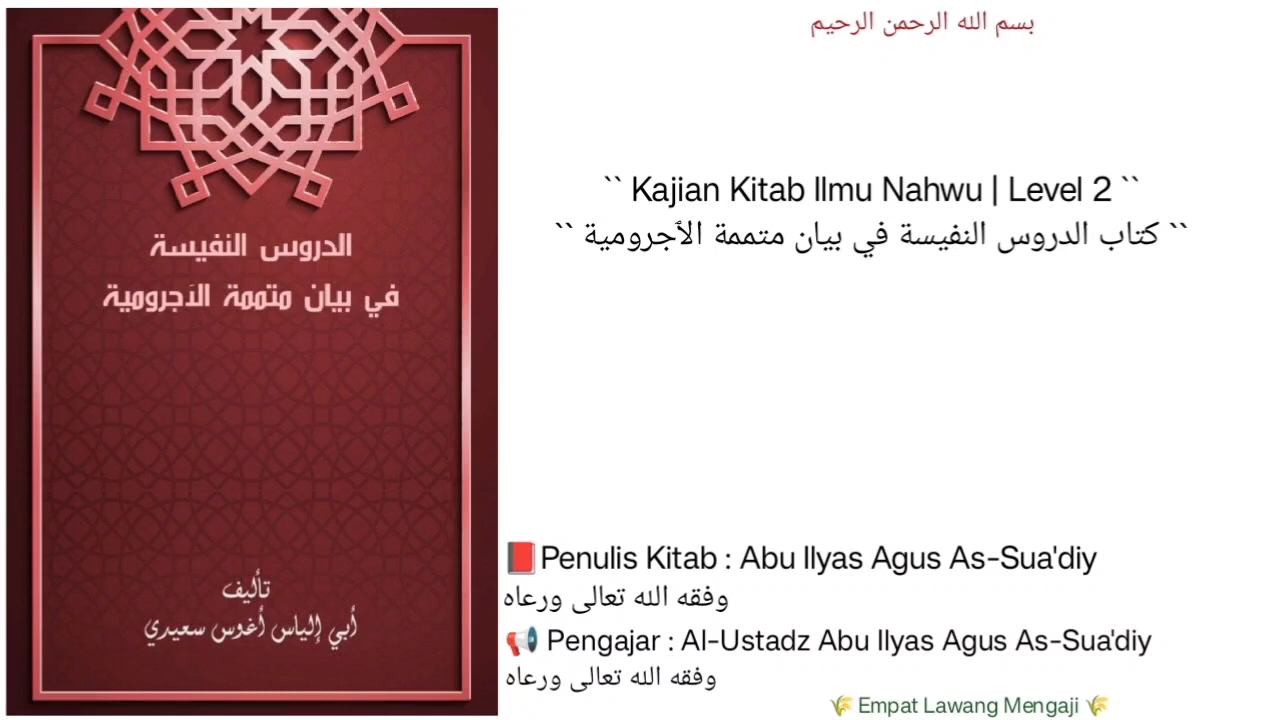 بسم الله الرحمن الرحيم
`` Kajian Kitab Ilmu Nahwu | Level 2 ``
`` كتاب الدروس النفيسة في بيان متممة الأجرومية ``
الدروس النفيسة
في بيان متممة الآجرومية
تأليف
أبي إلياس أغوس سعيدي
📕Penulis Kitab : Abu Ilyas Agus As-Sua'diy
وفقه الله تعالى ورعاه
📢 Pengajar : Al-Ustadz Abu Ilyas Agus As-Sua'diy
وفقه الله تعالى ورعاه
🌾 Empat Lawang Mengaji 🌾